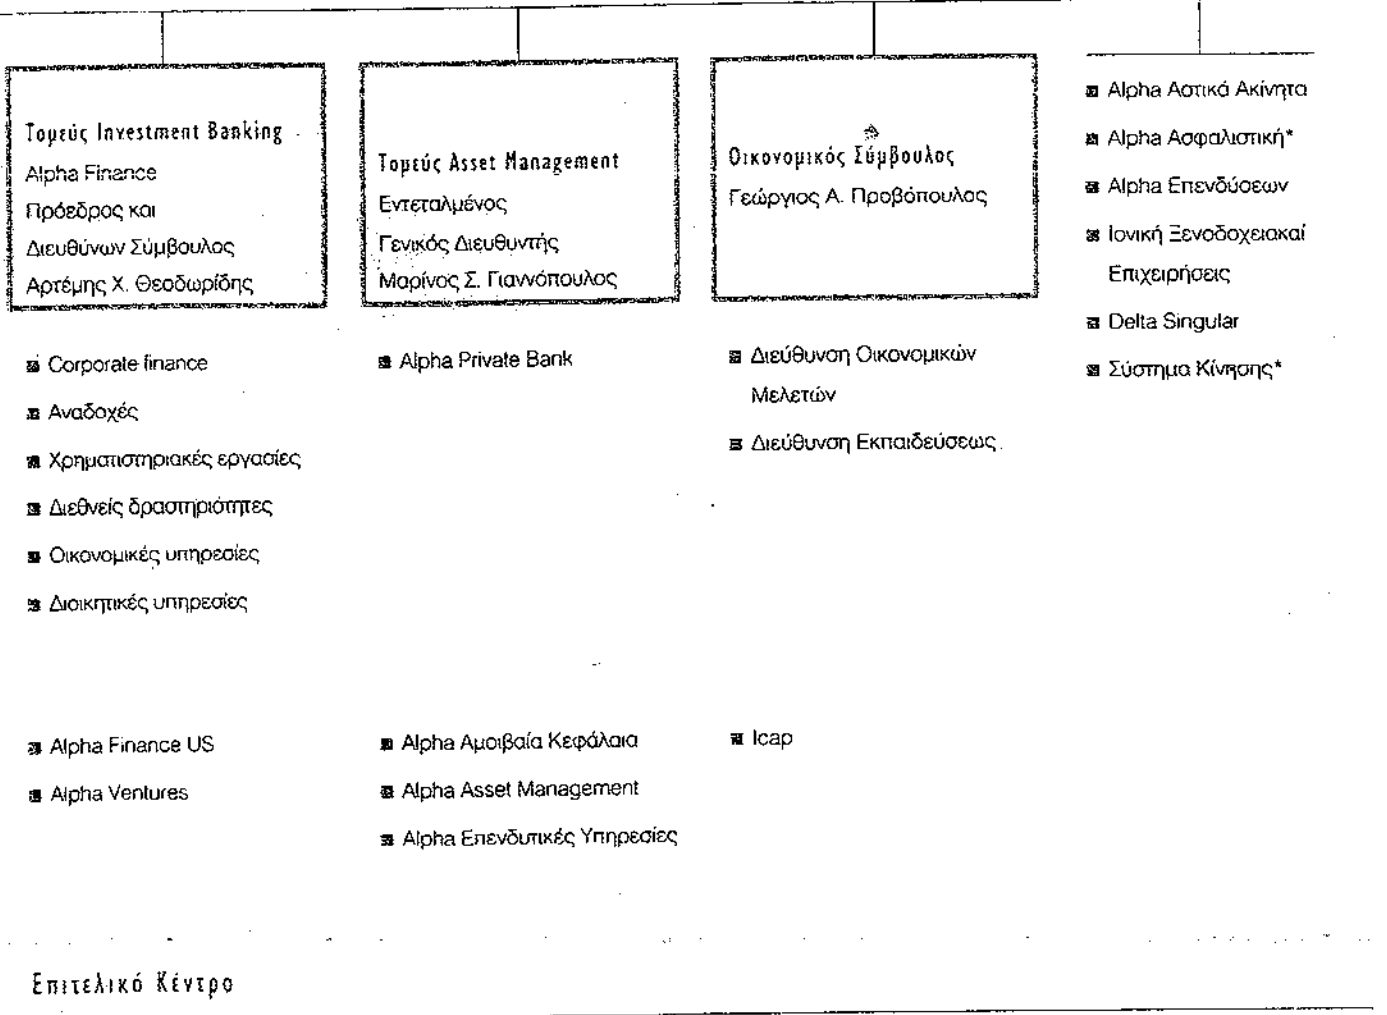 Τομεύς Investment Banking
Alpha Finance
Πρόεδρος και
Διευθύνων Σύμβουλος
Αρτέμης Χ. Θεοδωρίδης
Corporate finance
Αναδοχές
Χρηματιστηριακές εργασίες
Διεθνείς δραστηριότητες
Οικονομικές υπηρεσίες
Διοικητικές υπηρεσίες
Alpha Finance US
Alpha Ventures
Τομεύς Asset Management
Εντεταλμένος
Γενικός Διευθυντής
Μαρίνος Σ. Γιαννόπουλος
Alpha Private Bank
Alpha Αμοιβαία Κεφάλαια
Alpha Asset Management
Alpha Επενδυτικές Υπηρεσίες
Οικονομικός Σύμβουλος
Γεώργιος Α. Προβόπουλος
Διεύθυνση Οικονομικών
Μελετών
Διεύθυνση Εκπαιδεύσεως
Icap
Alpha Αστικά Ακίνητα
Alpha Ασφαλιστική*
Alpha Επενδύσεων
Ιονική Ξενοδοχειακαί
Επιχειρήσεις
Delta Singular
Σύστημα Κίνησης*
Επιτελικό Κέντρο